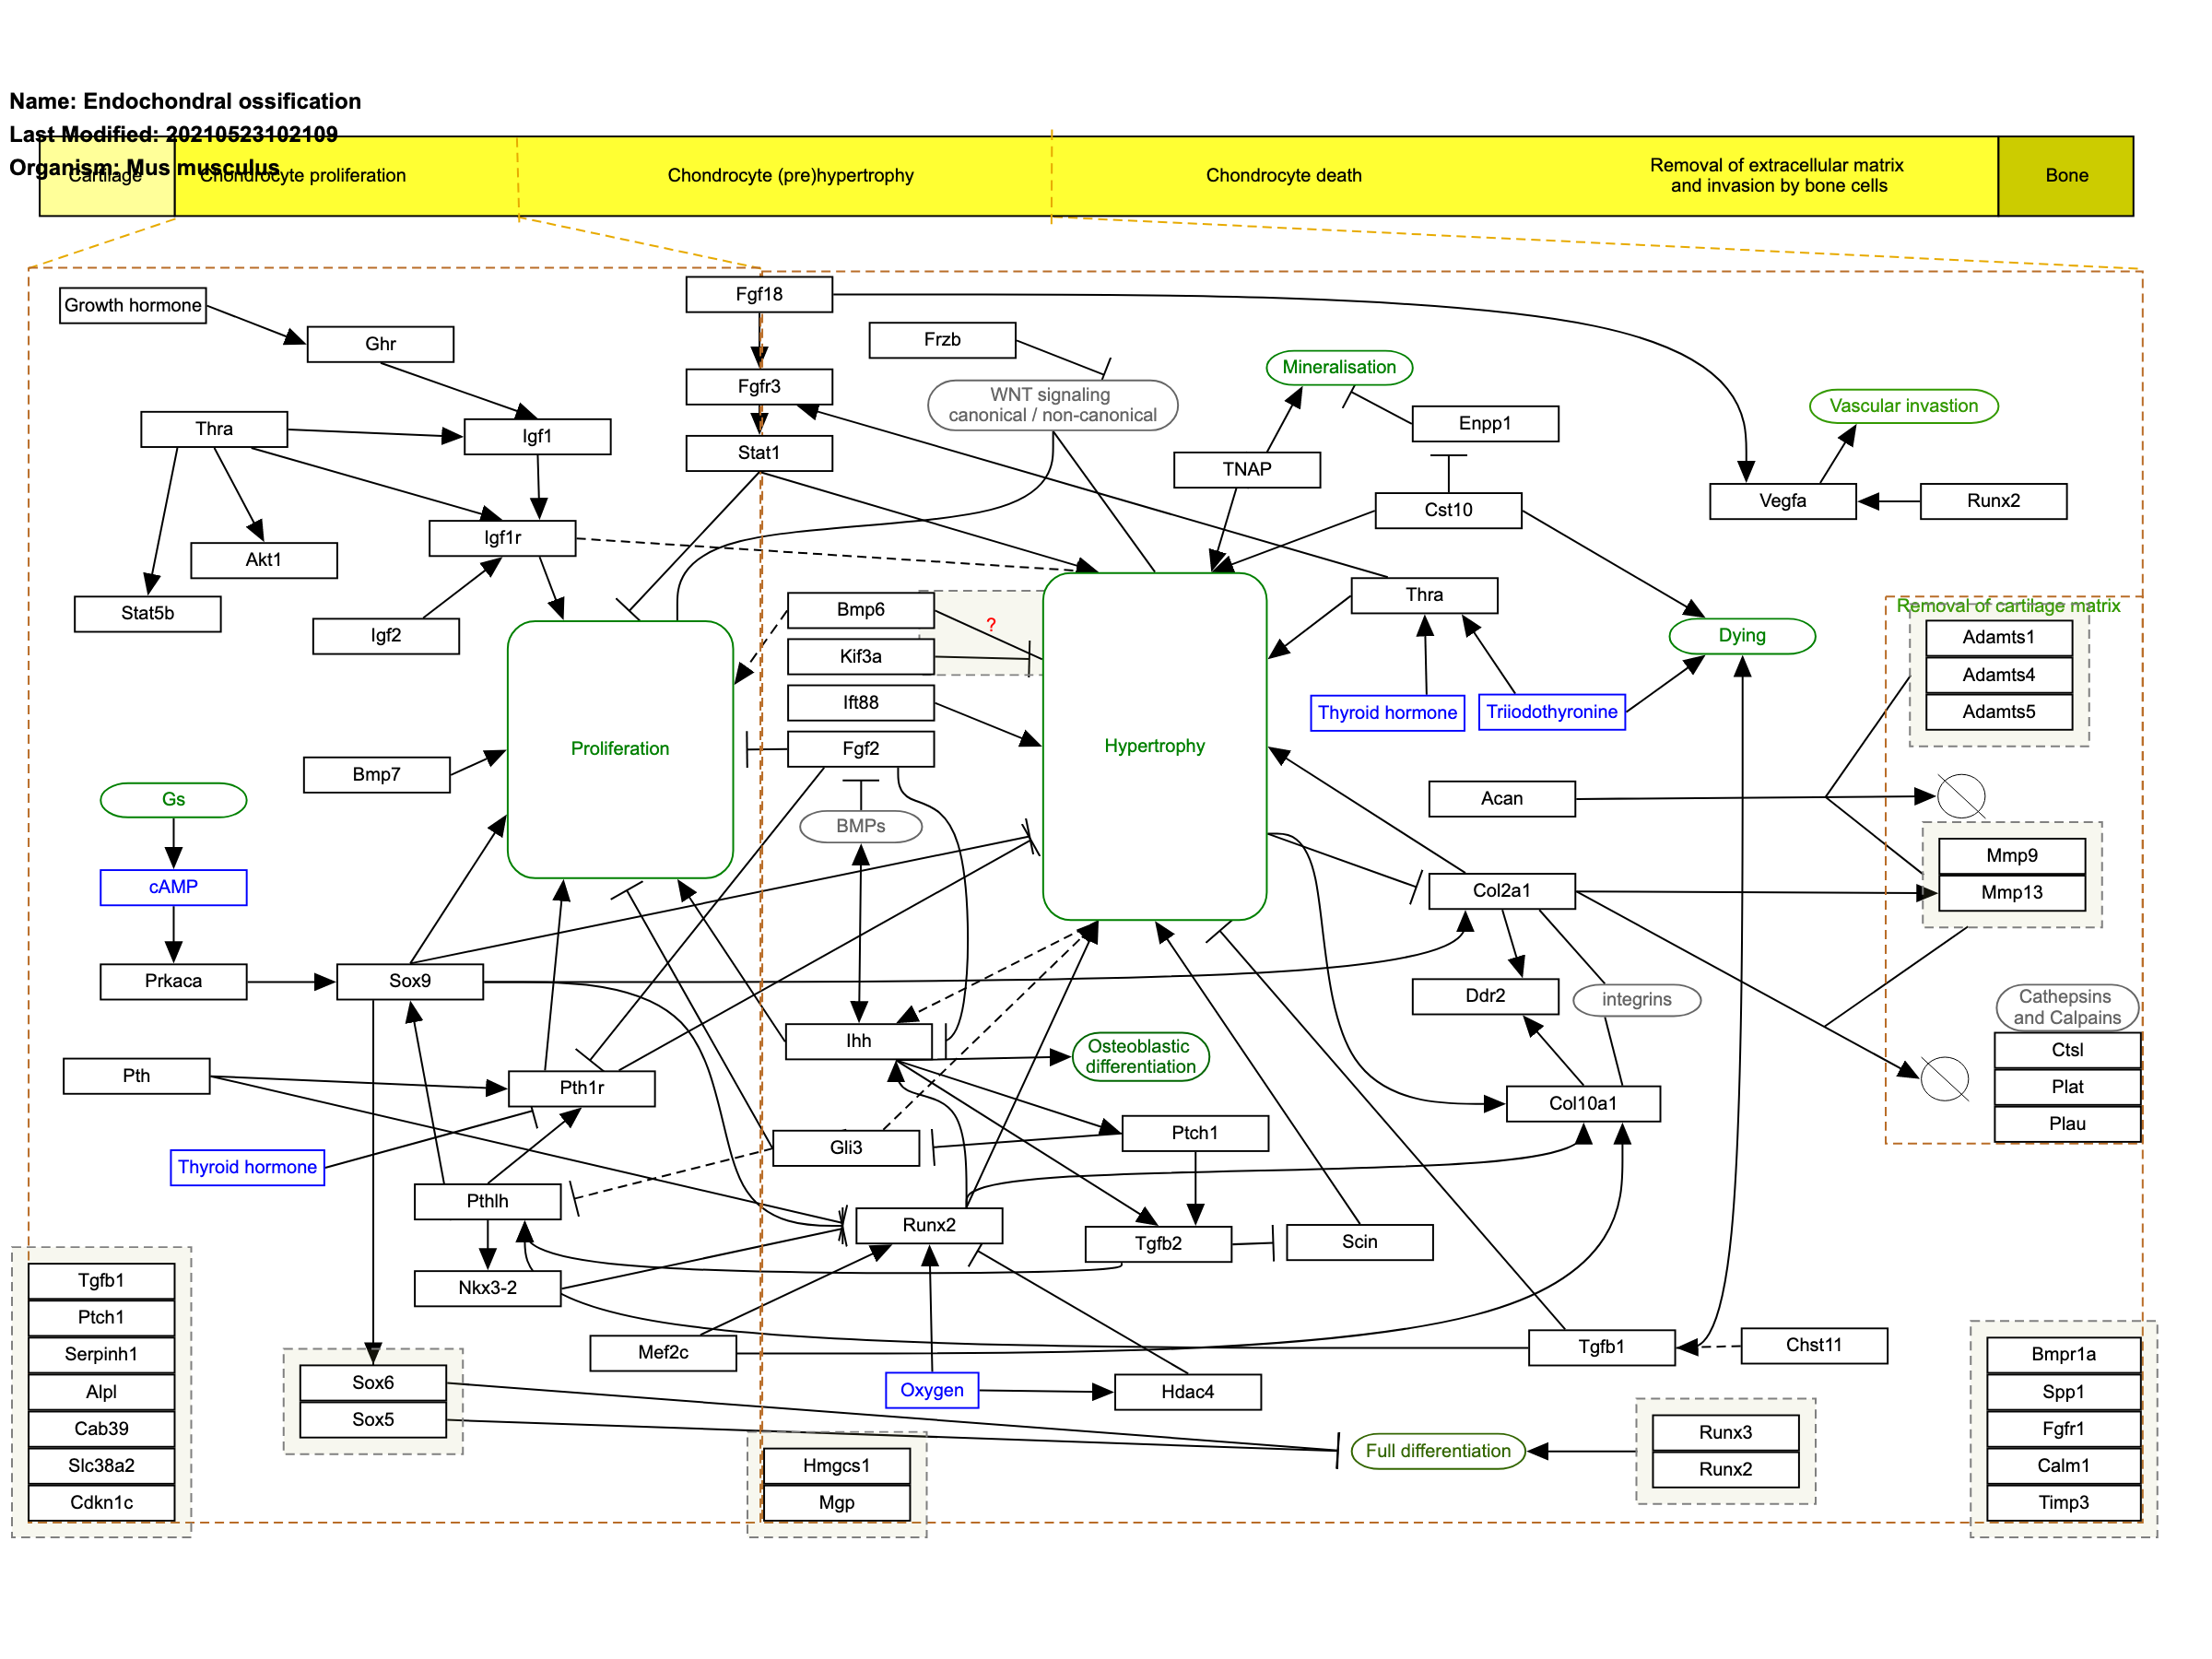 Name: Endochondral ossification
Last Modified: 20210523102109
Organism: Mus musculus
Cartilage
Chondrocyte proliferation
Chondrocyte (pre)hypertrophy
Chondrocyte death
Removal of extracellular matrix
and invasion by bone cells
Bone
Growth hormone
Ghr
Thra
Igf1
Igf1r
Akt1
Stat5b
Igf2
Fgf18
Fgfr3
Stat1
Frzb
WNT signaling
canonical / non-canonical
Mineralisation
Enpp1
TNAP
Cst10
Vascular invastion
Vegfa
Runx2
Bmp6
?
Kif3a
Ift88
Fgf2
BMPs
Proliferation
Hypertrophy
Thra
Thyroid hormone
Triiodothyronine
Dying
Removal of cartilage matrix
Adamts1
Adamts4
Adamts5
Bmp7
Gs
cAMP
Prkaca
Sox9
Acan
Mmp9
Mmp13
Col2a1
Ddr2
integrins
Cathepsins
and Calpains
Ctsl
Plat
Plau
Col10a1
Ihh
Osteoblastic
differentiation
Pth
Pth1r
Thyroid hormone
Gli3
Ptch1
Pthlh
Runx2
Tgfb2
Scin
Nkx3-2
Mef2c
Tgfb1
Chst11
Oxygen
Hdac4
Tgfb1
Ptch1
Serpinh1
Alpl
Cab39
Slc38a2
Cdkn1c
Sox6
Sox5
Hmgcs1
Mgp
Full differentiation
Runx3
Runx2
Bmpr1a
Spp1
Fgfr1
Calm1
Timp3